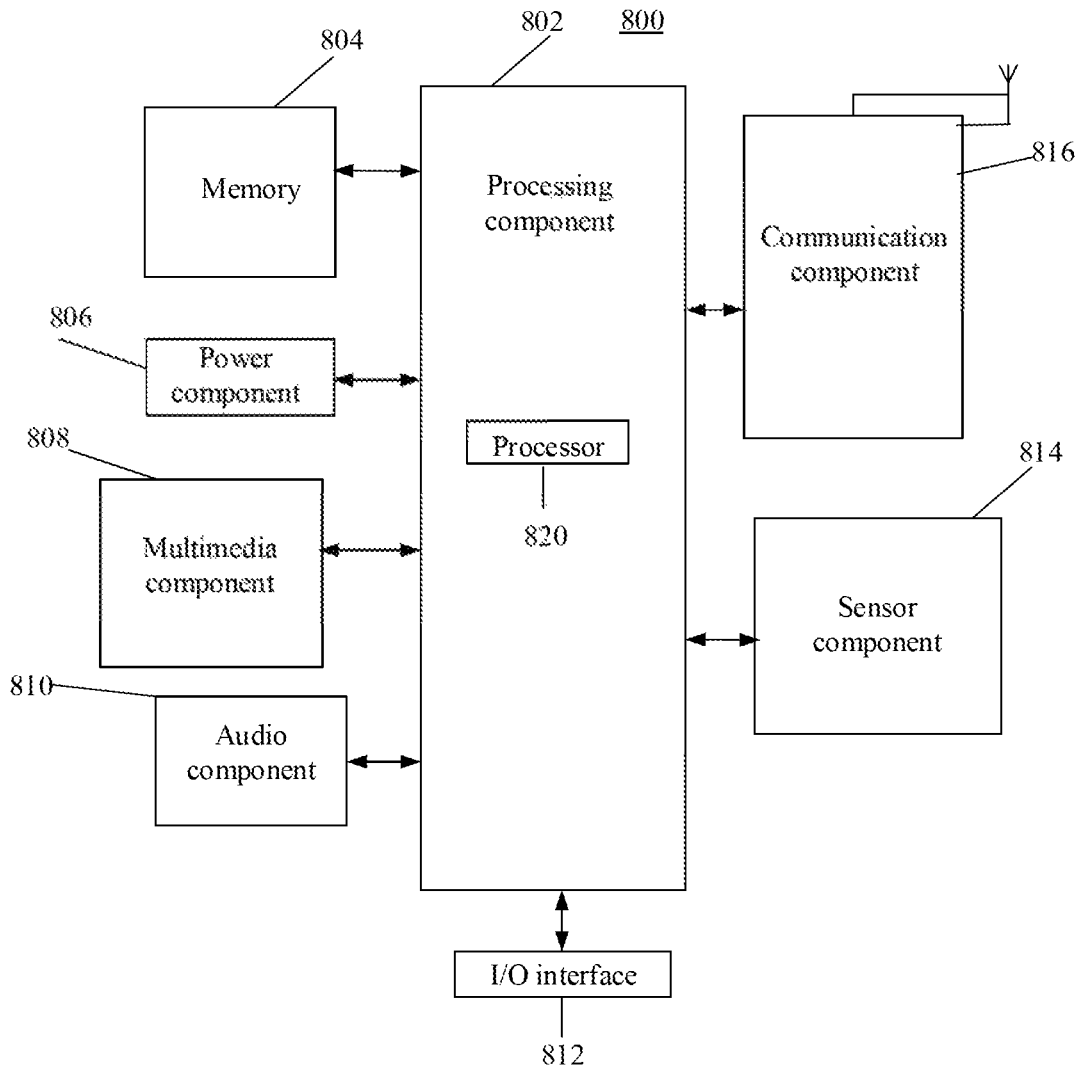 802
800
804
Memory
Processing
component
816
Communication
component
806
Power
component
808
Processor
820
814
Multimedia
component
Sensor
component
810
Audio
component
I/O interface
812